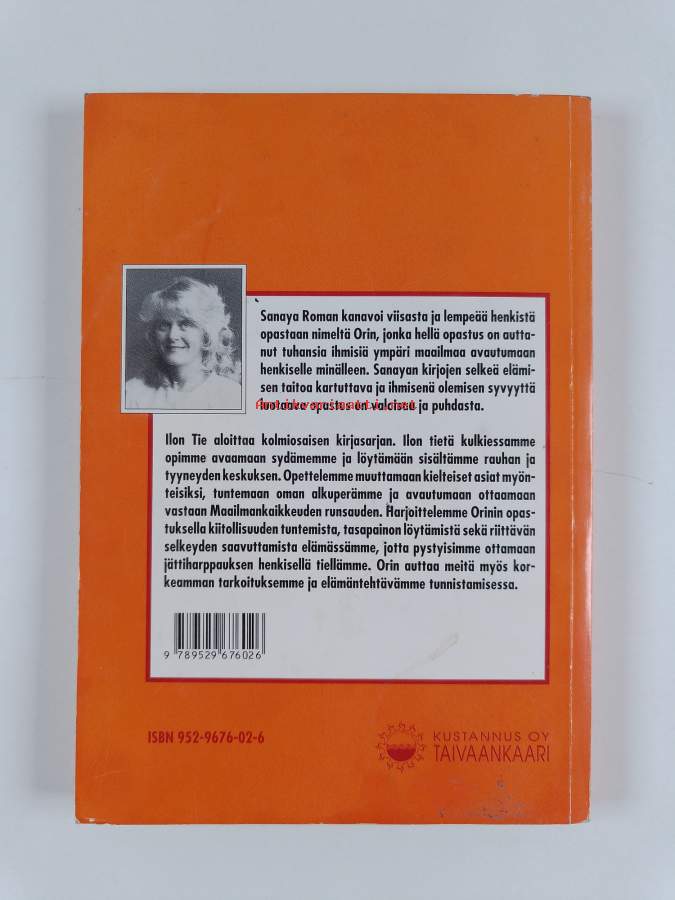 Sanaya Roman kanavoi viisasta ja lempeää henkistä
opastaan nimeltä Orin, jonka hellä opastus on autta-
nut tuhansia ihmisiä ympäri maailmaa avautumaan
henkiselle minälleen. Sanayan kirjojen selkeä elämi-
sen taitoa kartuttava ja ihmisenä olemisen syvyyttä
luotaava opastus on valoisaa ja puhdasta.
Antikvariaatti.net
Ilon Tie aloittaa kolmiosaisen kirjasarjan. Ilon tietä kulkiessamme
opimme avaamaan sydämemme ja löytämään sisältämme rauhan ja
tyyneyden keskuksen. Opettelemme muuttamaan kielteiset asiat myön-
teisiksi, tuntemaan oman alkuperämme ja avautumaan ottaamaan
vastaan Maailmankaikkeuden runsauden. Harjoittelemme Orinin opas-
tuksella kiitollisuuden tuntemista, tasapainon löytämistä sekä riittävän
selkeyden saavuttamista elämässämme, jotta pystyisimme ottamaan
jättiharppauksen henkisellä tiellämme. Orin auttaa meitä myös kor-
keamman tarkoituksemme ja elämäntehtävämme tunnistamisessa.
9 789529 676026
ISBN 952-9676-02-6
KUSTANNUS OY
TAIVAANKAARI